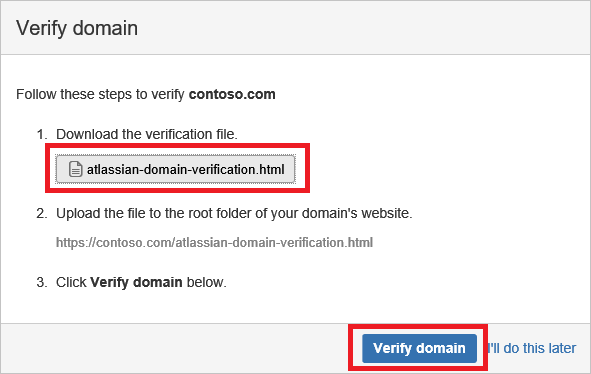 Verify domain
Follow these steps to verify contoso.com
1. Download the verification file.
atlassian-domain-verification.html
2. Upload the file to the root folder of your domain's website.
https://contoso.com/atlassian-domain-verification.html
3. Click Verify domain below.
Verify domain I'll do this later